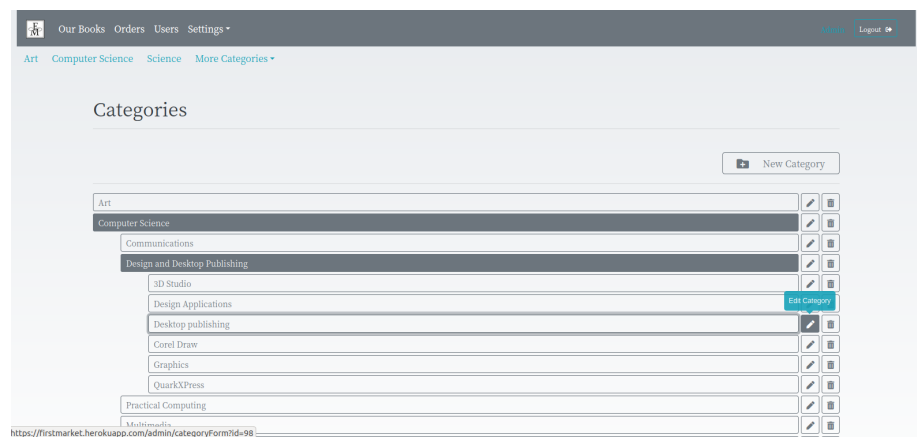 F
M
Our Books Orders Users Settings
Logout
Art Computer Science Science More Categories
Categories
New Category
Art
Computer Science
Communications
Design and Desktop Publishing
3D Studio
Design Applications
Edit Category
Desktop publishing
Corel Draw
Graphics
QuarkXPress
Practical Computing
Multimedia
https://firstmarket.herokuapp.com/admin/categoryForm?id=98